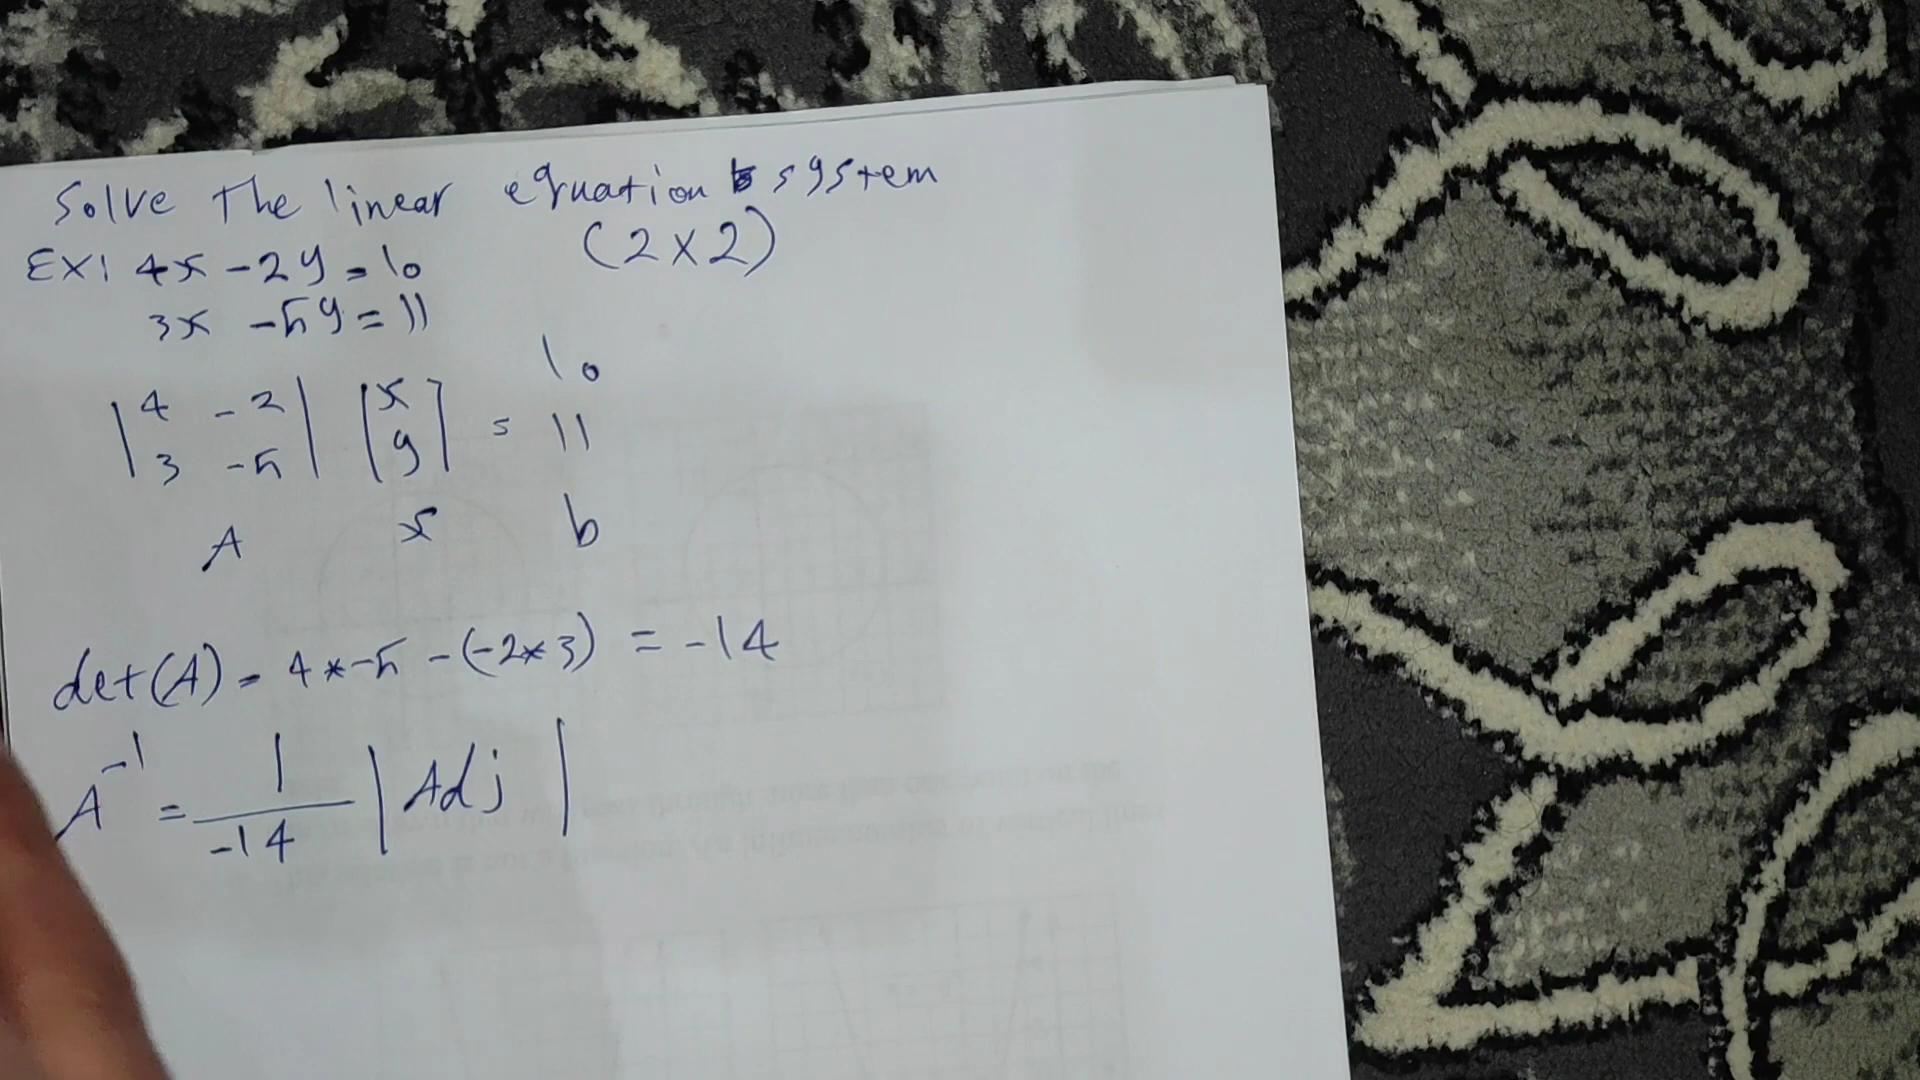 Solve The linear equation system
(2×2)
EX1 4x - 2y = 10
3x - 5y = 11
| 4 -2 | [ x ] = 10
| 3 -5 | [ y ] 11
A x b
det(A) = 4 * -5 - (-2 * 3) = -14
A⁻¹ = 1/-14 | Adj |